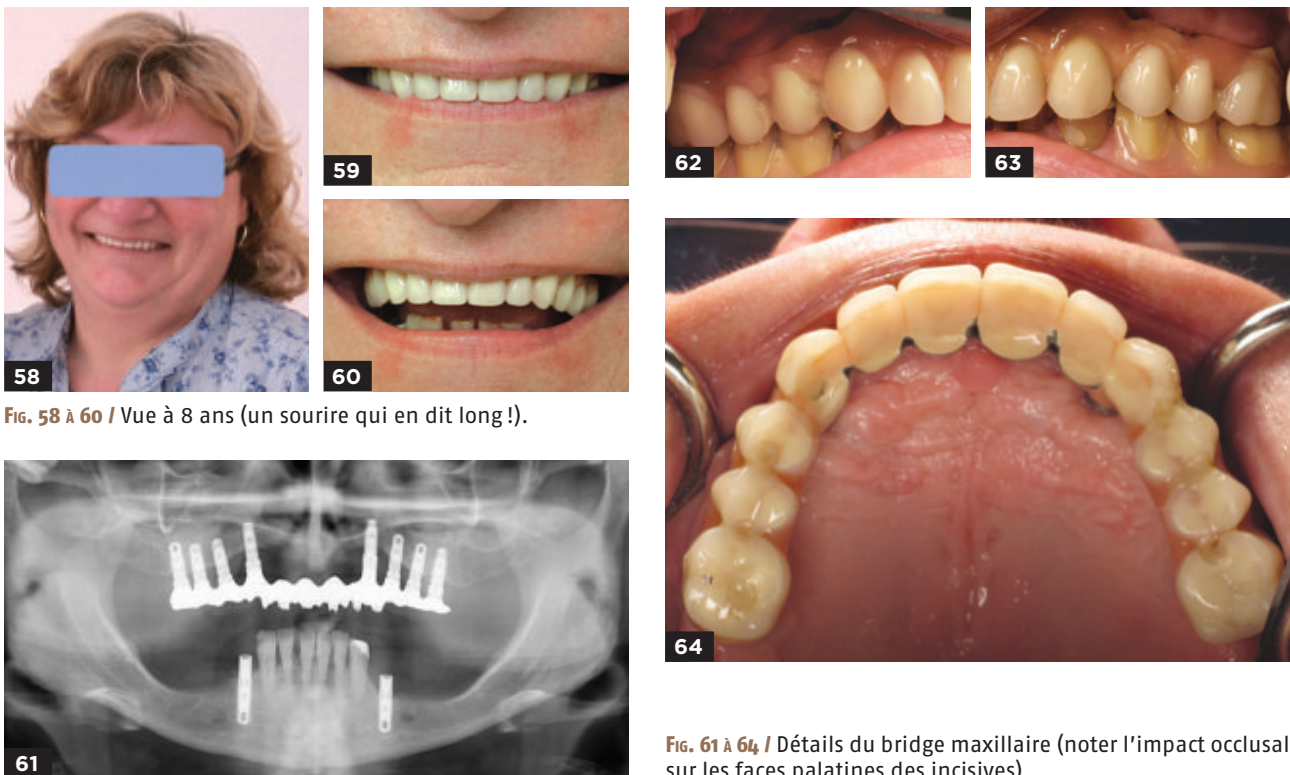 58
59
60
FIG. 58 À 60 / Vue à 8 ans (un sourire qui en dit long !).
61
62
63
64
FIG. 61 À 64 / Détails du bridge maxillaire (noter l'impact occlusal
sur les faces palatines des incisives)